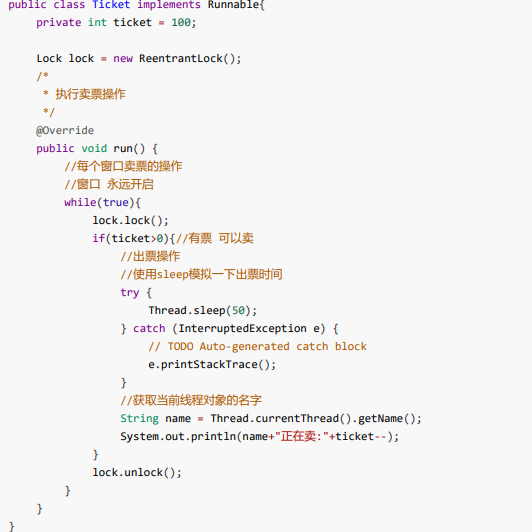 public class Ticket implements Runnable{
    private int ticket = 100;

    Lock lock = new ReentrantLock();
    /*
     * 执行卖票操作
     */
    @Override
    public void run() {
        //每个窗口卖票的操作
        //窗口 永远开启
        while(true){
            lock.lock();
            if(ticket>0){//有票 可以卖
                //出票操作
                //使用sleep模拟一下出票时间
                try {
                    Thread.sleep(50);
                } catch (InterruptedException e) {
                    // TODO Auto-generated catch block
                    e.printStackTrace();
                }
                //获取当前线程对象的名字
                String name = Thread.currentThread().getName();
                System.out.println(name+"正在卖:"+ticket--);
            }
            lock.unlock();
        }
    }
}